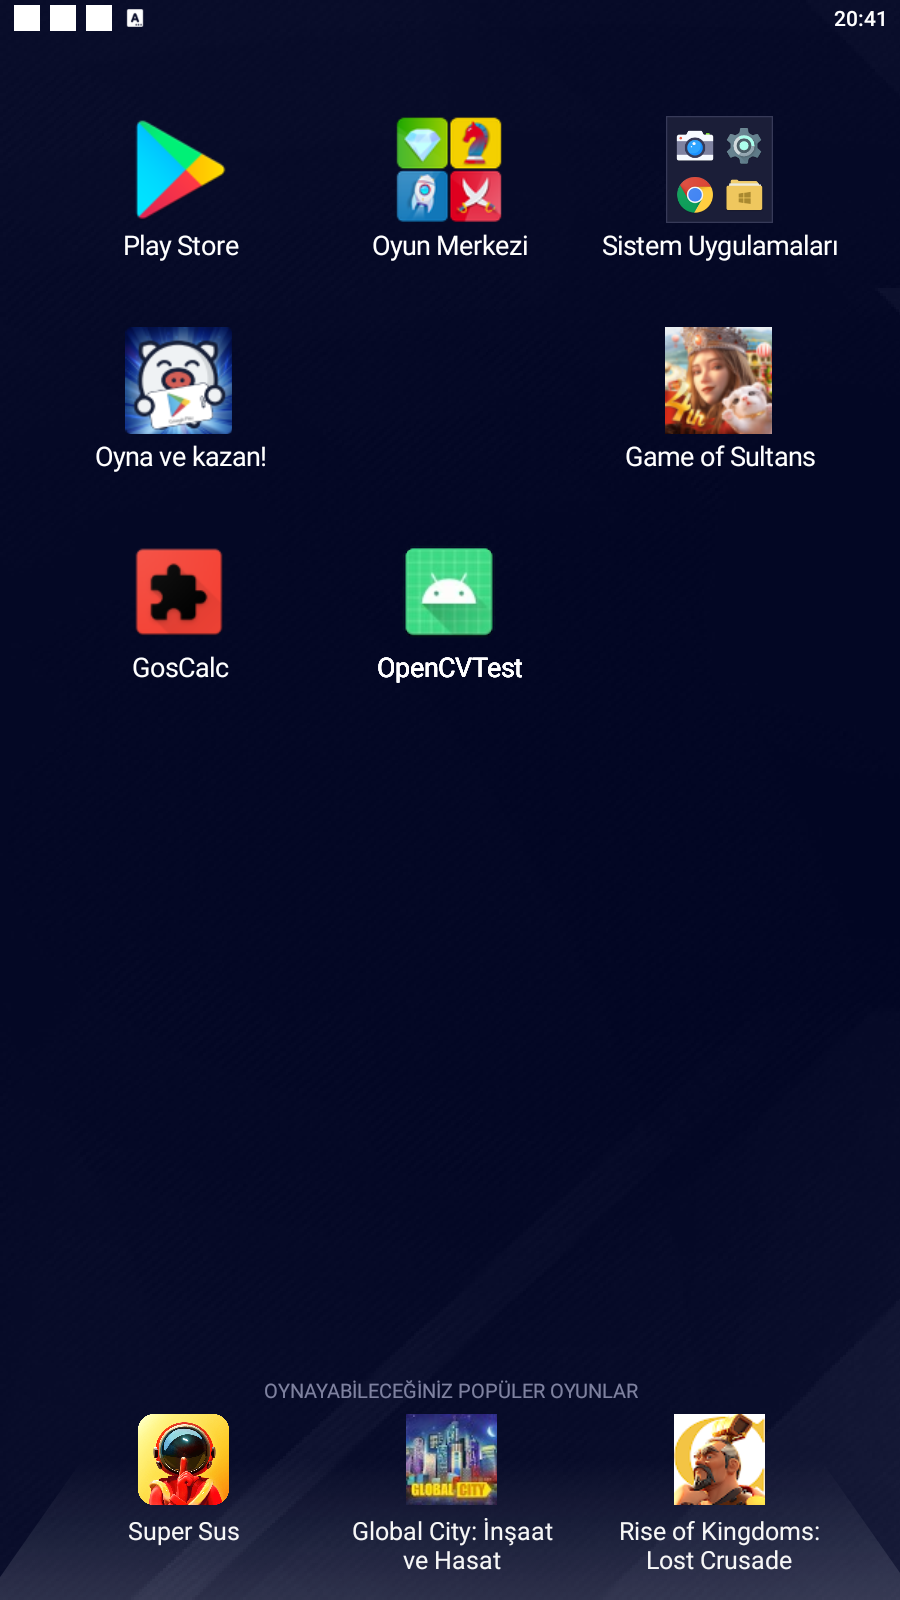 A
20:41
Play Store
Oyun Merkezi
Sistem Uygulamaları
Oyna ve kazan!
Game of Sultans
GosCalc
OpenCVTest
OYNAYABİLECEĞİNİZ POPÜLER OYUNLAR
GLOBAL CITY
Super Sus
Global City: İnşaat
ve Hasat
Rise of Kingdoms:
Lost Crusade